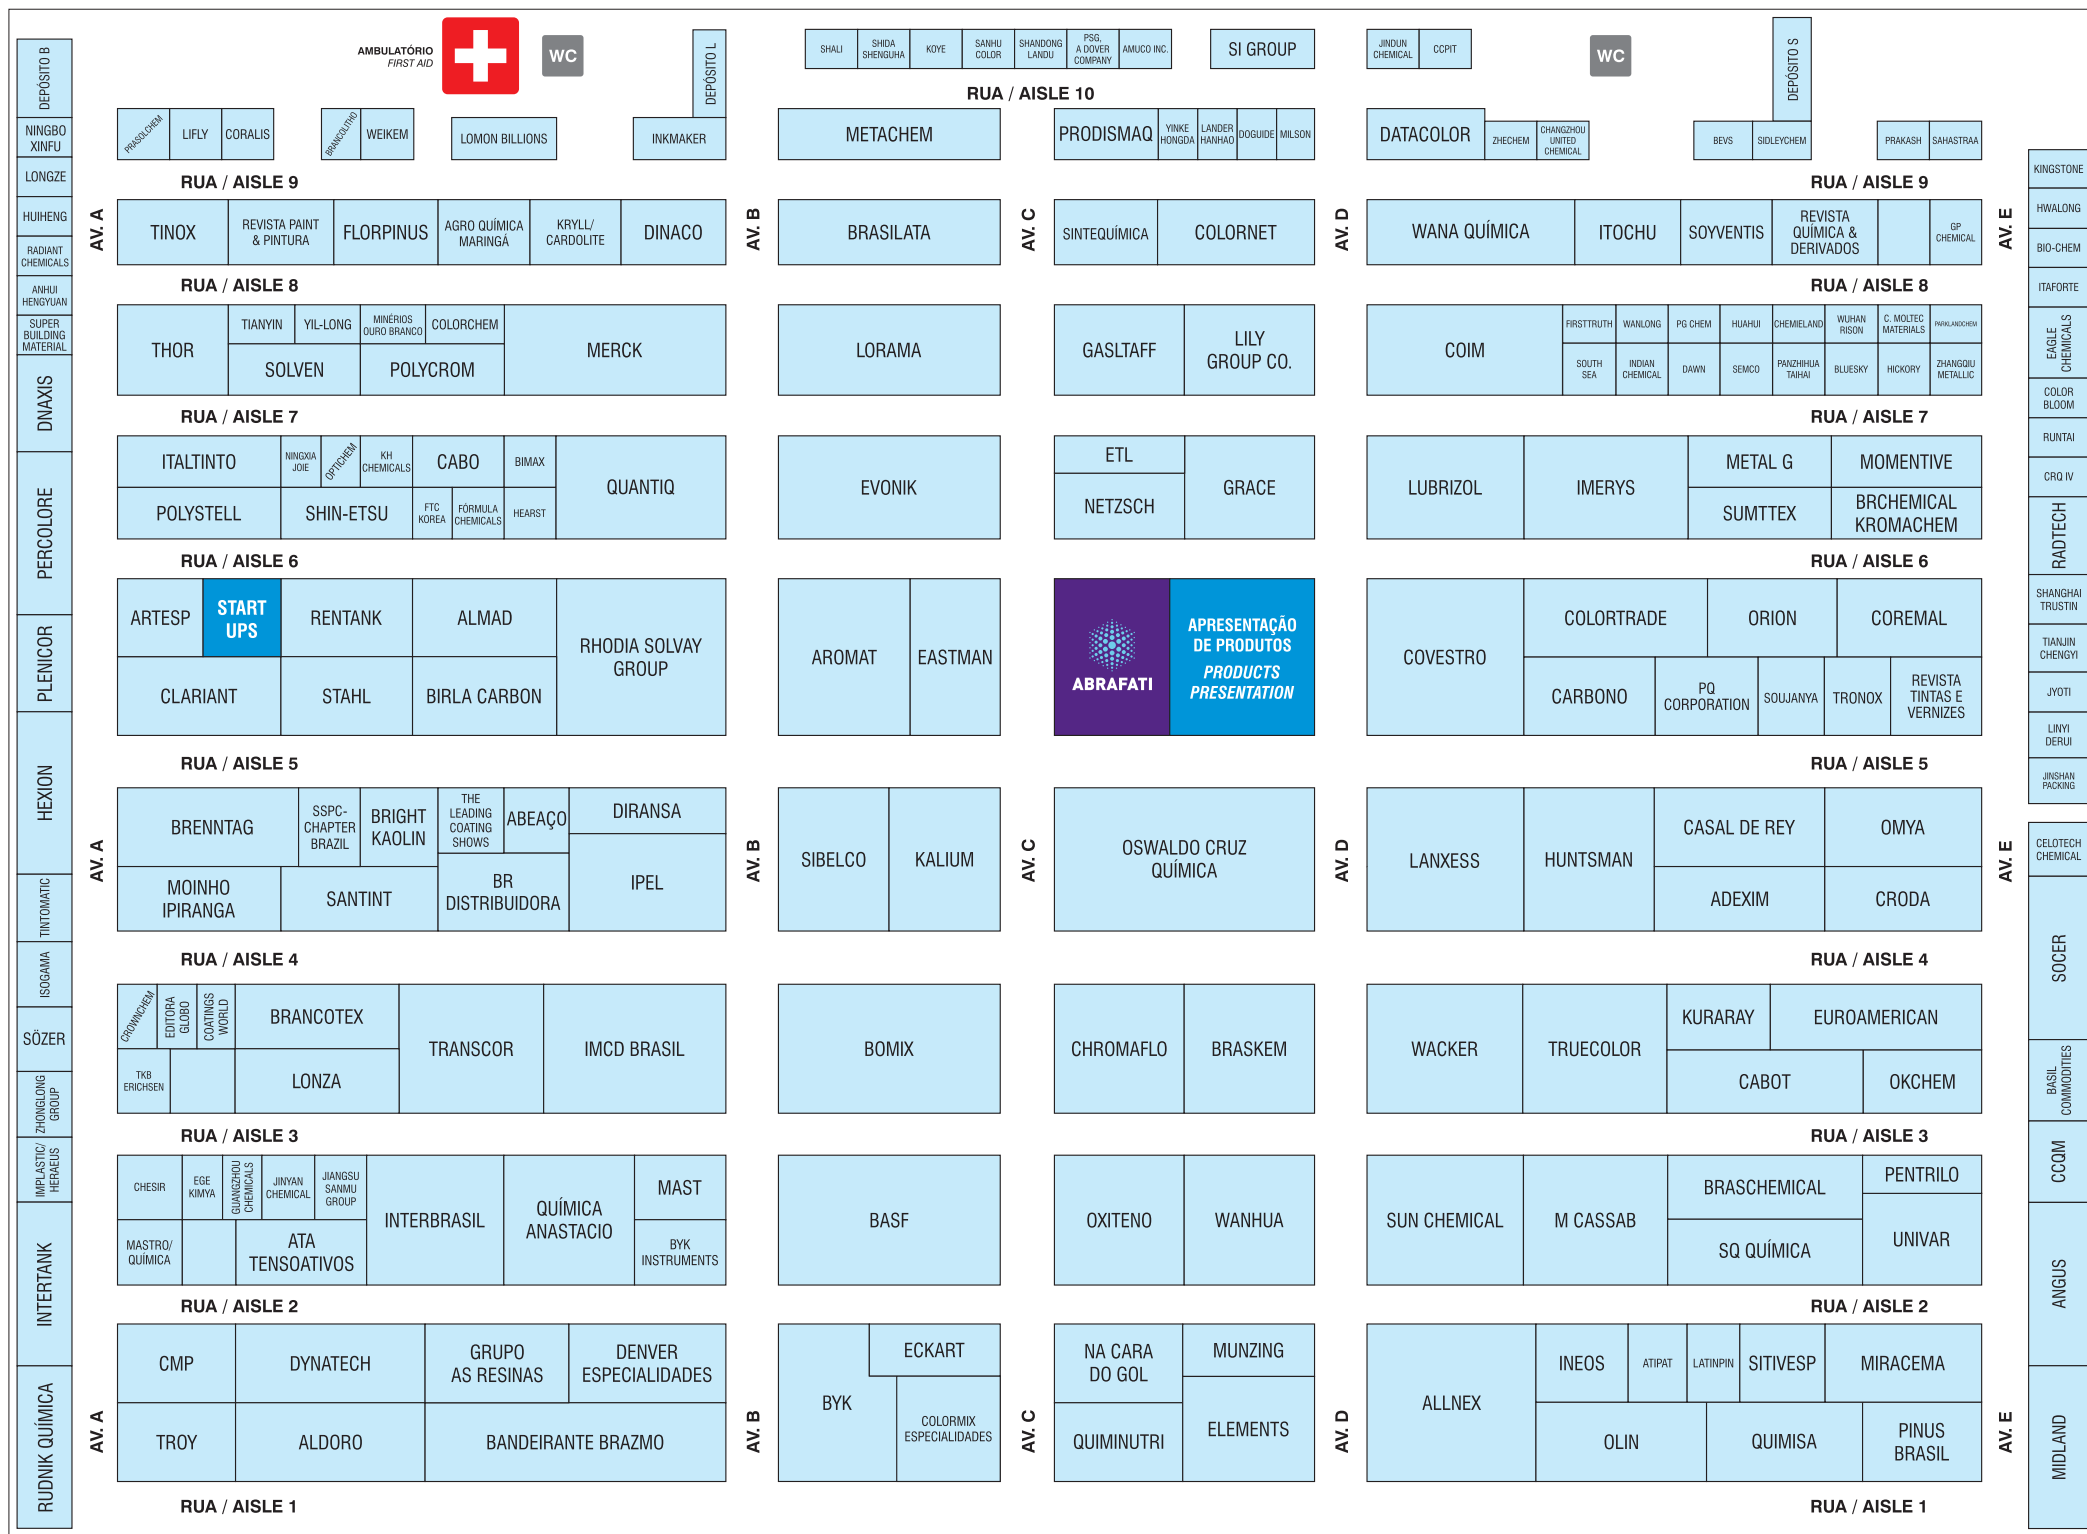 DEPÓSITO B
NINGBO
XINFU
LONGZE
HUIHENG
RADIANT
CHEMICALS
ANHUI
HENGYUAN
SUPER
BUILDING
MATERIAL
DNAXIS
PERCOLORE
PLENICOR
HEXION
TINTOMATIC
ISOGAMA
SÖZER
ZHONGLONG
GROUP
IMPLASTIC/
HERAEUS
INTERTANK
RUDNIK QUÍMICA
AMBULATÓRIO
FIRST AID
WC
DEPÓSITO L
SHALI
SHIDA
SHENGUHA
KOYE
SANHU
COLOR
SHANDONG
LANDU
PSG,
A DOVER
COMPANY
AMUCO INC.
SI GROUP
JINDUN
CHEMICAL
CCPIT
WC
DEPÓSITO S
RUA / AISLE 10
PRASOLCHEM
LIFLY
CORALIS
BRANCOLITHO
WEIKEM
LOMON BILLIONS
INKMAKER
METACHEM
PRODISMAQ
YINKE
HONGDA
LANDER
HANHAO
DOGUIDE
MILSON
DATACOLOR
ZHECHEM
CHANGZHOU
UNITED
CHEMICAL
BEVS
SIDLEYCHEM
PRAKASH
SAHASTRAA
RUA / AISLE 9
RUA / AISLE 9
AV. A
TINOX
REVISTA PAINT
& PINTURA
FLORPINUS
AGRO QUÍMICA
MARINGÁ
KRYLL/
CARDOLITE
DINACO
AV. B
BRASILATA
AV. C
SINTEQUÍMICA
COLORNET
AV. D
WANA QUÍMICA
ITOCHU
SOYVENTIS
REVISTA
QUÍMICA &
DERIVADOS
GP
CHEMICAL
AV. E
RUA / AISLE 8
RUA / AISLE 8
THOR
TIANYIN
YIL-LONG
MINÉRIOS
OURO BRANCO
COLORCHEM
SOLVEN
POLYCROM
MERCK
LORAMA
GASLTAFF
LILY
GROUP CO.
COIM
FIRSTTRUTH
WANLONG
PG CHEM
HUAHUI
CHEMIELAND
WUHAN
RISON
C. MOLTEC
MATERIALS
PARKLANDCHEM
SOUTH
SEA
INDIAN
CHEMICAL
DAWN
SEMCO
PANZHIHUA
TAIHAI
BLUESKY
HICKORY
ZHANGQIU
METALLIC
RUA / AISLE 7
RUA / AISLE 7
ITALTINTO
NINGXIA
JOIE
OPTICHEM
KH
CHEMICALS
CABO
BIMAX
QUANTIQ
POLYSTELL
SHIN-ETSU
FTC
KOREA
FÓRMULA
CHEMICALS
HEARST
EVONIK
ETL
NETZSCH
GRACE
LUBRIZOL
IMERYS
METAL G
MOMENTIVE
SUMTTEX
BRCHEMICAL
KROMACHEM
RUA / AISLE 6
RUA / AISLE 6
ARTESP
START
UPS
RENTANK
ALMAD
RHODIA SOLVAY
GROUP
CLARIANT
STAHL
BIRLA CARBON
AROMAT
EASTMAN
ABRAFATI
APRESENTAÇÃO
DE PRODUTOS
PRODUCTS
PRESENTATION
COVESTRO
COLORTRADE
ORION
COREMAL
CARBONO
PQ
CORPORATION
SOUJANYA
TRONOX
REVISTA
TINTAS E
VERNIZES
RUA / AISLE 5
RUA / AISLE 5
AV. A
BRENNTAG
SSPC-
CHAPTER
BRAZIL
BRIGHT
KAOLIN
THE
LEADING
COATING
SHOWS
ABEAÇO
DIRANSA
MOINHO
IPIRANGA
SANTINT
BR
DISTRIBUIDORA
IPEL
AV. B
SIBELCO
KALIUM
AV. C
OSWALDO CRUZ
QUÍMICA
AV. D
LANXESS
HUNTSMAN
CASAL DE REY
OMYA
ADEXIM
CRODA
AV. E
RUA / AISLE 4
RUA / AISLE 4
CROWNCHEM
EDITORA
GLOBO
COATINGS
WORLD
BRANCOTEX
TRANSCOR
IMCD BRASIL
TKB
ERICHSEN
LONZA
BOMIX
CHROMAFLO
BRASKEM
WACKER
TRUECOLOR
KURARAY
EUROAMERICAN
CABOT
OKCHEM
RUA / AISLE 3
RUA / AISLE 3
CHESIR
EGE
KIMYA
GUANGZHOU
CHEMICALS
JINYAN
CHEMICAL
JIANGSU
SANMU
GROUP
INTERBRASIL
QUÍMICA
ANASTACIO
MAST
MASTRO/
QUÍMICA
ATA
TENSOATIVOS
BYK
INSTRUMENTS
BASF
OXITENO
WANHUA
SUN CHEMICAL
M CASSAB
BRASCHEMICAL
PENTRILO
SQ QUÍMICA
UNIVAR
RUA / AISLE 2
RUA / AISLE 2
AV. A
CMP
DYNATECH
GRUPO
AS RESINAS
DENVER
ESPECIALIDADES
TROY
ALDORO
BANDEIRANTE BRAZMO
AV. B
BYK
ECKART
COLORMIX
ESPECIALIDADES
AV. C
NA CARA
DO GOL
MUNZING
QUIMINUTRI
ELEMENTS
AV. D
ALLNEX
INEOS
ATIPAT
LATINPIN
SITIVESP
MIRACEMA
OLIN
QUIMISA
PINUS
BRASIL
AV. E
RUA / AISLE 1
RUA / AISLE 1
KINGSTONE
HWALONG
BIO-CHEM
ITAFORTE
EAGLE
CHEMICALS
COLOR
BLOOM
RUNTAI
CRQ IV
RADTECH
SHANGHAI
TRUSTIN
TIANJIN
CHENGYI
JYOTI
LINYI
DERUI
JINSHAN
PACKING
CELOTECH
CHEMICAL
SOCER
BASIL
COMMODITIES
CCQM
ANGUS
MIDLAND